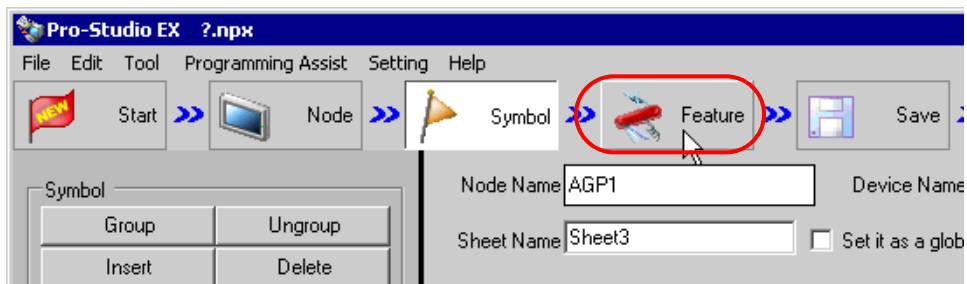 Pro-Studio EX ?.npx
File Edit Tool Programming Assist Setting Help
NEW Start Node Symbol Feature Save
Symbol
Node Name AGP1 Device Name
Group Ungroup
Sheet Name Sheet3 Set it as a glob
Insert Delete